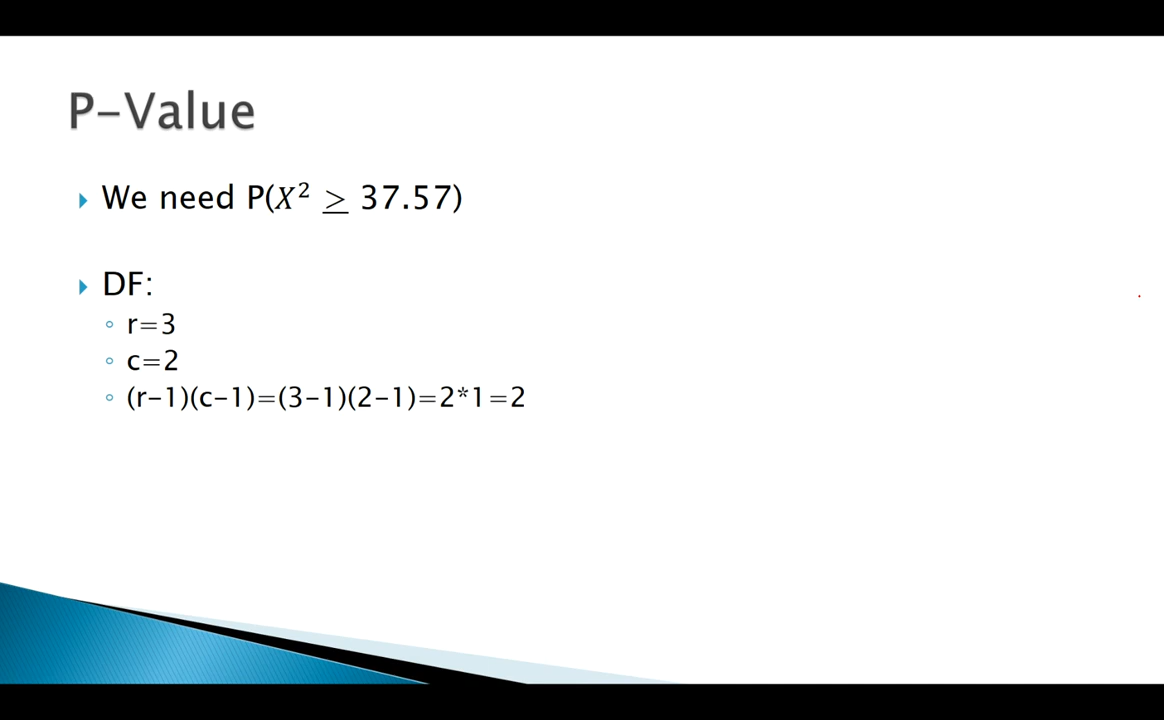 P-Value
We need P(X² ≥ 37.57)
DF:
r=3
c=2
(r-1)(c-1)=(3-1)(2-1)=2*1=2